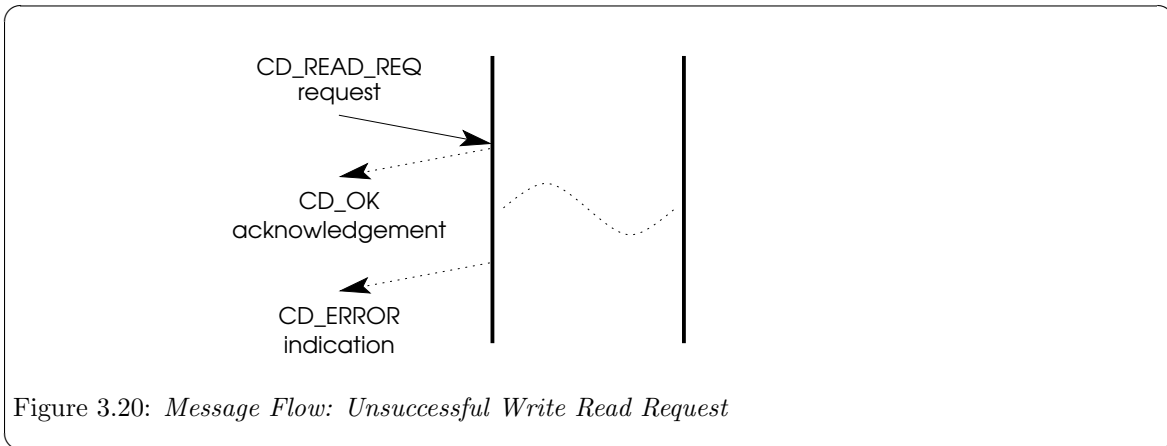 CD_READ_REQ
request
CD_OK
acknowledgement
CD_ERROR
indication
Figure 3.20: Message Flow: Unsuccessful Write Read Request